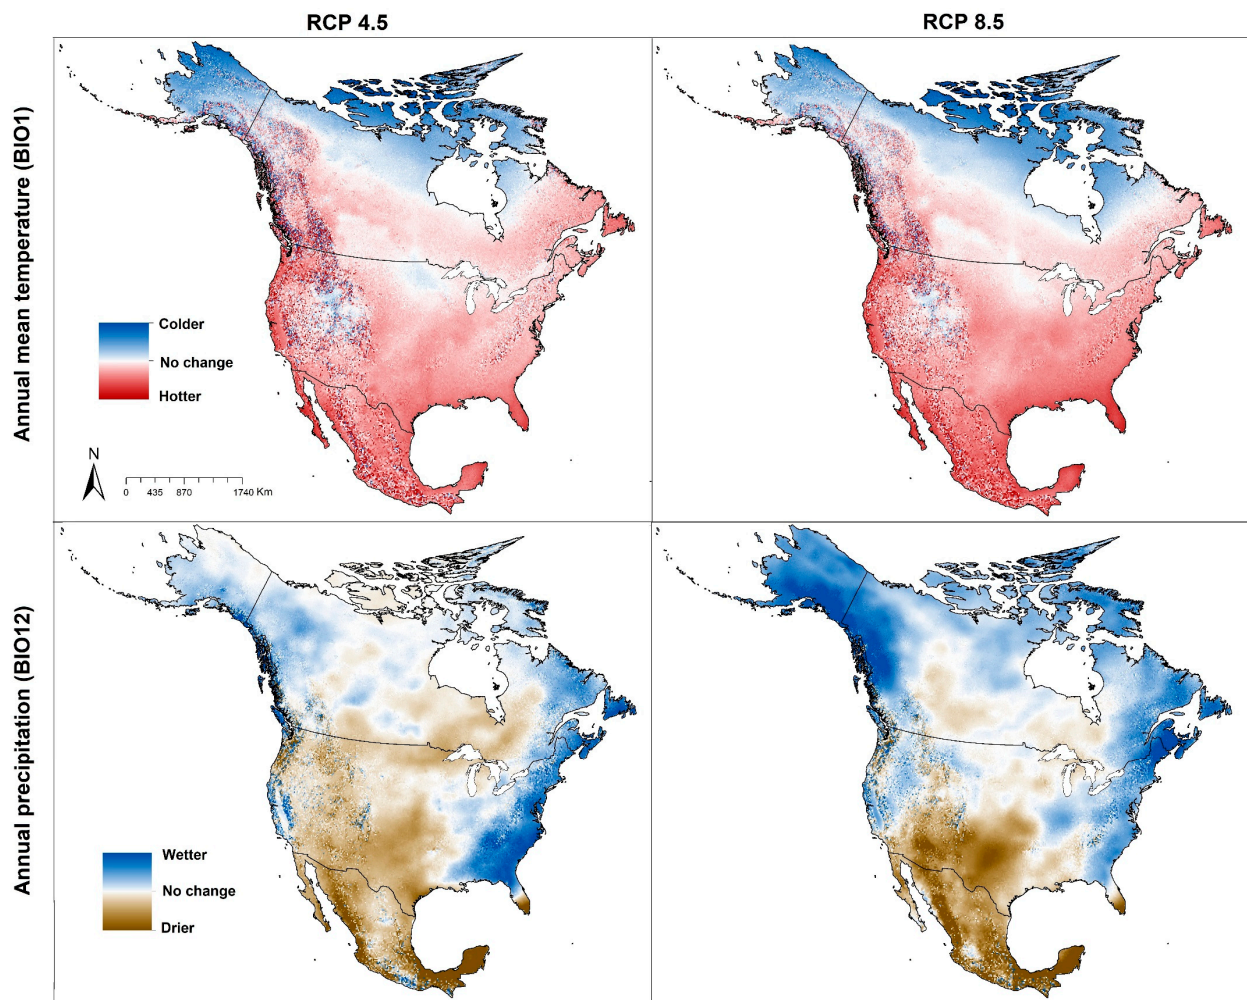 RCP 4.5
RCP 8.5
Annual mean temperature (BIO1)
Colder
No change
Hotter
N
0 435 870 1740 Km
Annual precipitation (BIO12)
Wetter
No change
Drier